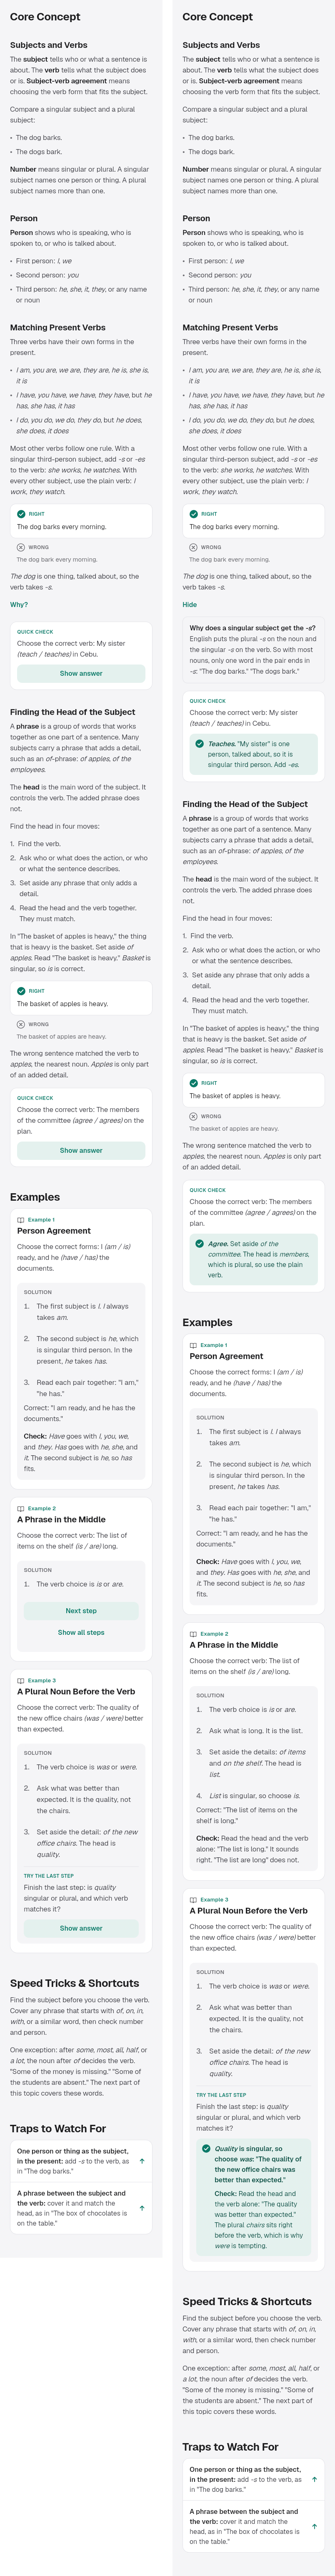 Core Concept
Subjects and Verbs
The subject tells who or what a sentence is
about. The verb tells what the subject does
or is. Subject-verb agreement means
choosing the verb form that fits the subject.
Compare a singular subject and a plural
subject:
• The dog barks.
• The dogs bark.
Number means singular or plural. A singular
subject names one person or thing. A plural
subject names more than one.
Person
Person shows who is speaking, who is
spoken to, or who is talked about.
• First person: I, we
• Second person: you
• Third person: he, she, it, they, or any name
or noun
Matching Present Verbs
Three verbs have their own forms in the
present.
• I am, you are, we are, they are, he is, she is,
it is
• I have, you have, we have, they have, but he
has, she has, it has
• I do, you do, we do, they do, but he does,
she does, it does
Most other verbs follow one rule. With a
singular third-person subject, add -s or -es
to the verb: she works, he watches. With
every other subject, use the plain verb: I
work, they watch.
RIGHT
The dog barks every morning.
WRONG
The dog bark every morning.
The dog is one thing, talked about, so the
verb takes -s.
Why?
QUICK CHECK
Choose the correct verb: My sister
(teach / teaches) in Cebu.
Show answer
Finding the Head of the Subject
A phrase is a group of words that works
together as one part of a sentence. Many
subjects carry a phrase that adds a detail,
such as an of-phrase: of apples, of the
employees.
The head is the main word of the subject. It
controls the verb. The added phrase does
not.
Find the head in four moves:
1. Find the verb.
2. Ask who or what does the action, or who
or what the sentence describes.
3. Set aside any phrase that only adds a
detail.
4. Read the head and the verb together.
They must match.
In "The basket of apples is heavy," the thing
that is heavy is the basket. Set aside of
apples. Read "The basket is heavy." Basket is
singular, so is is correct.
RIGHT
The basket of apples is heavy.
WRONG
The basket of apples are heavy.
The wrong sentence matched the verb to
apples, the nearest noun. Apples is only part
of an added detail.
QUICK CHECK
Choose the correct verb: The members
of the committee (agree / agrees) on the
plan.
Show answer
Examples
Example 1
Person Agreement
Choose the correct forms: I (am / is)
ready, and he (have / has) the
documents.
SOLUTION
1. The first subject is I. I always
takes am.
2. The second subject is he, which
is singular third person. In the
present, he takes has.
3. Read each pair together: "I am,"
"he has."
Correct: "I am ready, and he has the
documents."
Check: Have goes with I, you, we,
and they. Has goes with he, she, and
it. The second subject is he, so has
fits.
Example 2
A Phrase in the Middle
Choose the correct verb: The list of
items on the shelf (is / are) long.
SOLUTION
1. The verb choice is is or are.
Next step
Show all steps
Example 3
A Plural Noun Before the Verb
Choose the correct verb: The quality of
the new office chairs (was / were) better
than expected.
SOLUTION
1. The verb choice is was or were.
2. Ask what was better than
expected. It is the quality, not
the chairs.
3. Set aside the detail: of the new
office chairs. The head is
quality.
TRY THE LAST STEP
Finish the last step: is quality
singular or plural, and which verb
matches it?
Show answer
Speed Tricks & Shortcuts
Find the subject before you choose the verb.
Cover any phrase that starts with of, on, in,
with, or a similar word, then check number
and person.
One exception: after some, most, all, half, or
a lot, the noun after of decides the verb.
"Some of the money is missing." "Some of
the students are absent." The next part of
this topic covers these words.
Traps to Watch For
One person or thing as the subject,
in the present: add -s to the verb, as
in "The dog barks."
A phrase between the subject and
the verb: cover it and match the
head, as in "The box of chocolates is
on the table."
Core Concept
Subjects and Verbs
The subject tells who or what a sentence is
about. The verb tells what the subject does
or is. Subject-verb agreement means
choosing the verb form that fits the subject.
Compare a singular subject and a plural
subject:
• The dog barks.
• The dogs bark.
Number means singular or plural. A singular
subject names one person or thing. A plural
subject names more than one.
Person
Person shows who is speaking, who is
spoken to, or who is talked about.
• First person: I, we
• Second person: you
• Third person: he, she, it, they, or any name
or noun
Matching Present Verbs
Three verbs have their own forms in the
present.
• I am, you are, we are, they are, he is, she is,
it is
• I have, you have, we have, they have, but he
has, she has, it has
• I do, you do, we do, they do, but he does,
she does, it does
Most other verbs follow one rule. With a
singular third-person subject, add -s or -es
to the verb: she works, he watches. With
every other subject, use the plain verb: I
work, they watch.
RIGHT
The dog barks every morning.
WRONG
The dog bark every morning.
The dog is one thing, talked about, so the
verb takes -s.
Hide
Why does a singular subject get the -s?
English puts the plural -s on the noun and
the singular -s on the verb. So with most
nouns, only one word in the pair ends in
-s: "The dog barks." "The dogs bark."
QUICK CHECK
Choose the correct verb: My sister
(teach / teaches) in Cebu.
Teaches. "My sister" is one
person, talked about, so it is
singular third person. Add -es.
Finding the Head of the Subject
A phrase is a group of words that works
together as one part of a sentence. Many
subjects carry a phrase that adds a detail,
such as an of-phrase: of apples, of the
employees.
The head is the main word of the subject. It
controls the verb. The added phrase does
not.
Find the head in four moves:
1. Find the verb.
2. Ask who or what does the action, or who
or what the sentence describes.
3. Set aside any phrase that only adds a
detail.
4. Read the head and the verb together.
They must match.
In "The basket of apples is heavy," the thing
that is heavy is the basket. Set aside of
apples. Read "The basket is heavy." Basket is
singular, so is is correct.
RIGHT
The basket of apples is heavy.
WRONG
The basket of apples are heavy.
The wrong sentence matched the verb to
apples, the nearest noun. Apples is only part
of an added detail.
QUICK CHECK
Choose the correct verb: The members
of the committee (agree / agrees) on the
plan.
Agree. Set aside of the
committee. The head is members,
which is plural, so use the plain
verb.
Examples
Example 1
Person Agreement
Choose the correct forms: I (am / is)
ready, and he (have / has) the
documents.
SOLUTION
1. The first subject is I. I always
takes am.
2. The second subject is he, which
is singular third person. In the
present, he takes has.
3. Read each pair together: "I am,"
"he has."
Correct: "I am ready, and he has the
documents."
Check: Have goes with I, you, we,
and they. Has goes with he, she, and
it. The second subject is he, so has
fits.
Example 2
A Phrase in the Middle
Choose the correct verb: The list of
items on the shelf (is / are) long.
SOLUTION
1. The verb choice is is or are.
2. Ask what is long. It is the list.
3. Set aside the details: of items
and on the shelf. The head is
list.
4. List is singular, so choose is.
Correct: "The list of items on the
shelf is long."
Check: Read the head and the verb
alone: "The list is long." It sounds
right. "The list are long" does not.
Example 3
A Plural Noun Before the Verb
Choose the correct verb: The quality of
the new office chairs (was / were) better
than expected.
SOLUTION
1. The verb choice is was or were.
2. Ask what was better than
expected. It is the quality, not
the chairs.
3. Set aside the detail: of the new
office chairs. The head is
quality.
TRY THE LAST STEP
Finish the last step: is quality
singular or plural, and which verb
matches it?
Quality is singular, so
choose was: "The quality of
the new office chairs was
better than expected."
Check: Read the head and
the verb alone: "The quality
was better than expected."
The plural chairs sits right
before the verb, which is why
were is tempting.
Speed Tricks & Shortcuts
Find the subject before you choose the verb.
Cover any phrase that starts with of, on, in,
with, or a similar word, then check number
and person.
One exception: after some, most, all, half, or
a lot, the noun after of decides the verb.
"Some of the money is missing." "Some of
the students are absent." The next part of
this topic covers these words.
Traps to Watch For
One person or thing as the subject,
in the present: add -s to the verb, as
in "The dog barks."
A phrase between the subject and
the verb: cover it and match the
head, as in "The box of chocolates is
on the table."